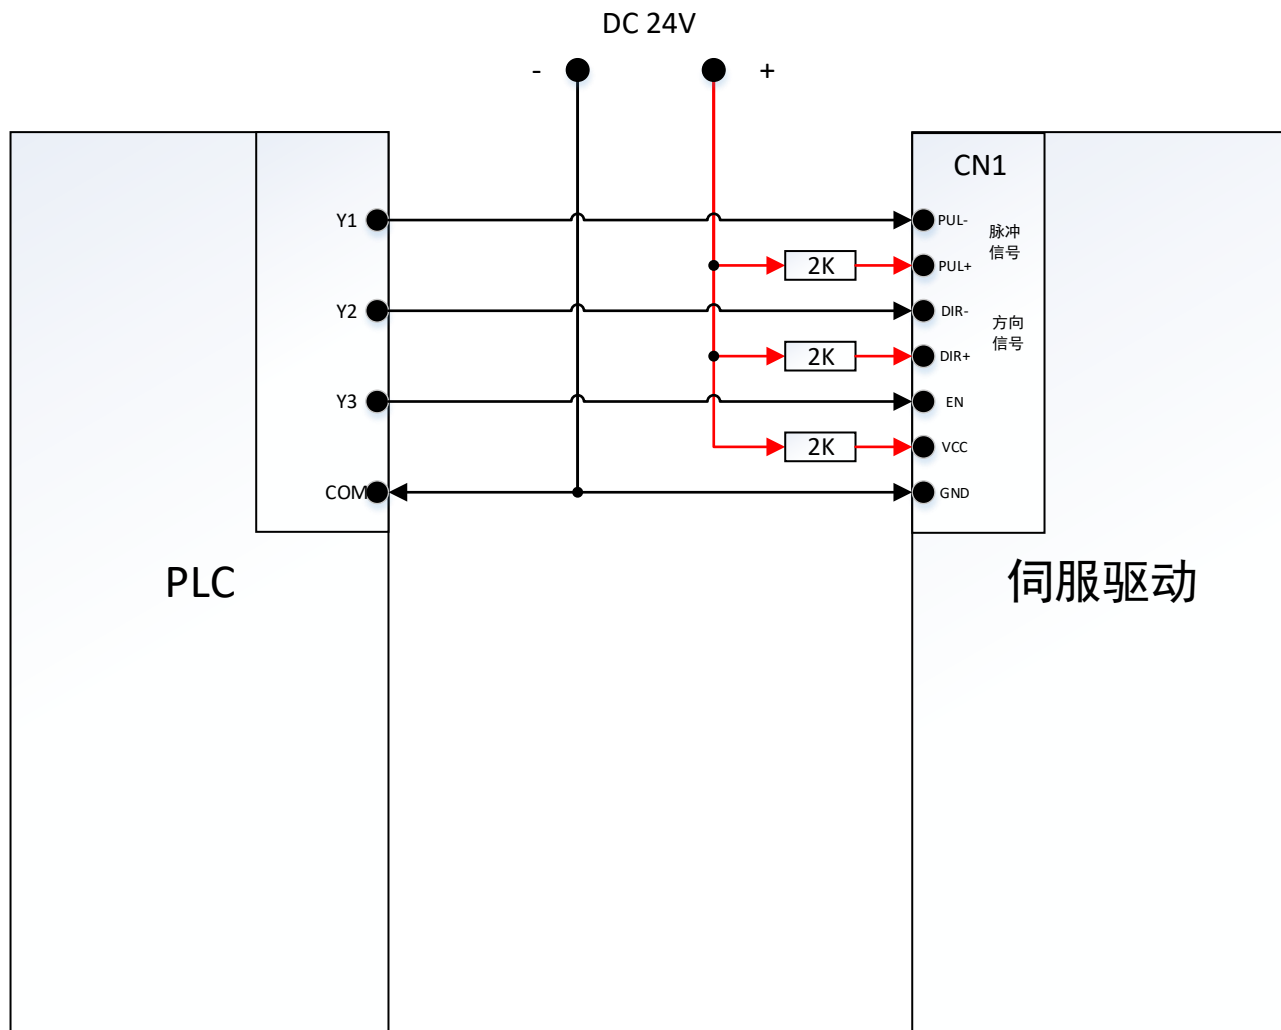 DC 24V
- +
CN1
Y1
PUL-
脉冲
信号
2K
PUL+
Y2
DIR-
方向
信号
2K
DIR+
Y3
EN
2K
VCC
COM
GND
PLC
伺服驱动